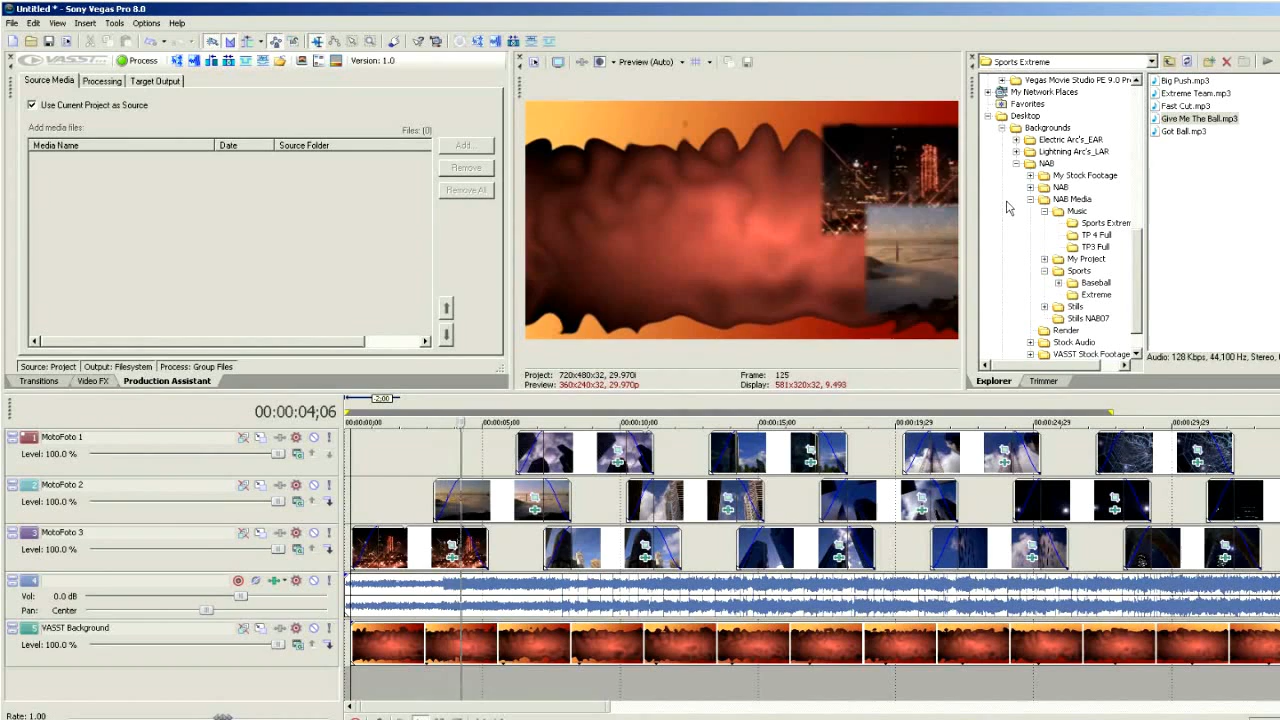 Untitled * - Sony Vegas Pro 8.0
File Edit View Insert Tools Options Help
VASST Process Version: 1.0
Source Media Processing Target Output
Use Current Project as Source
Add media files: Files: (0)
Media Name Date Source Folder
Add...
Remove
Remove All
Source: Project Output: Filesystem Process: Group Files
Transitions Video FX Production Assistant
Preview (Auto)
Project: 720x480x32, 29.970i Frame: 125
Preview: 360x240x32, 29.970p Display: 581x320x32, 9.493
Sports Extreme
Vegas Movie Studio PE 9.0 Pr
My Network Places
Favorites
Desktop
Backgrounds
Electric Arc's_EAR
Lightning Arc's_LAR
NAB
My Stock Footage
NAB
NAB Media
Music
Sports Extrem
TP 4 Full
TP3 Full
My Project
Sports
Baseball
Extreme
Stills
Stills NAB07
Render
Stock Audio
VASST Stock Footage
Big Push.mp3
Extreme Team.mp3
Fast Cut.mp3
Give Me The Ball.mp3
Got Ball.mp3
Audio: 128 Kbps, 44,100 Hz, Stereo,
Explorer Trimmer
-2;00
00:00:04;06
00:00:00;00 00:00:05;00 00:00:10;00 00:00:15;00 00:00:19;29 00:00:24;29 00:00:29;29
1 MotoFoto 1
Level: 100.0 %
2 MotoFoto 2
Level: 100.0 %
3 MotoFoto 3
Level: 100.0 %
4
Vol: 0.0 dB
Pan: Center
5 VASST Background
Level: 100.0 %
Rate: 1.00